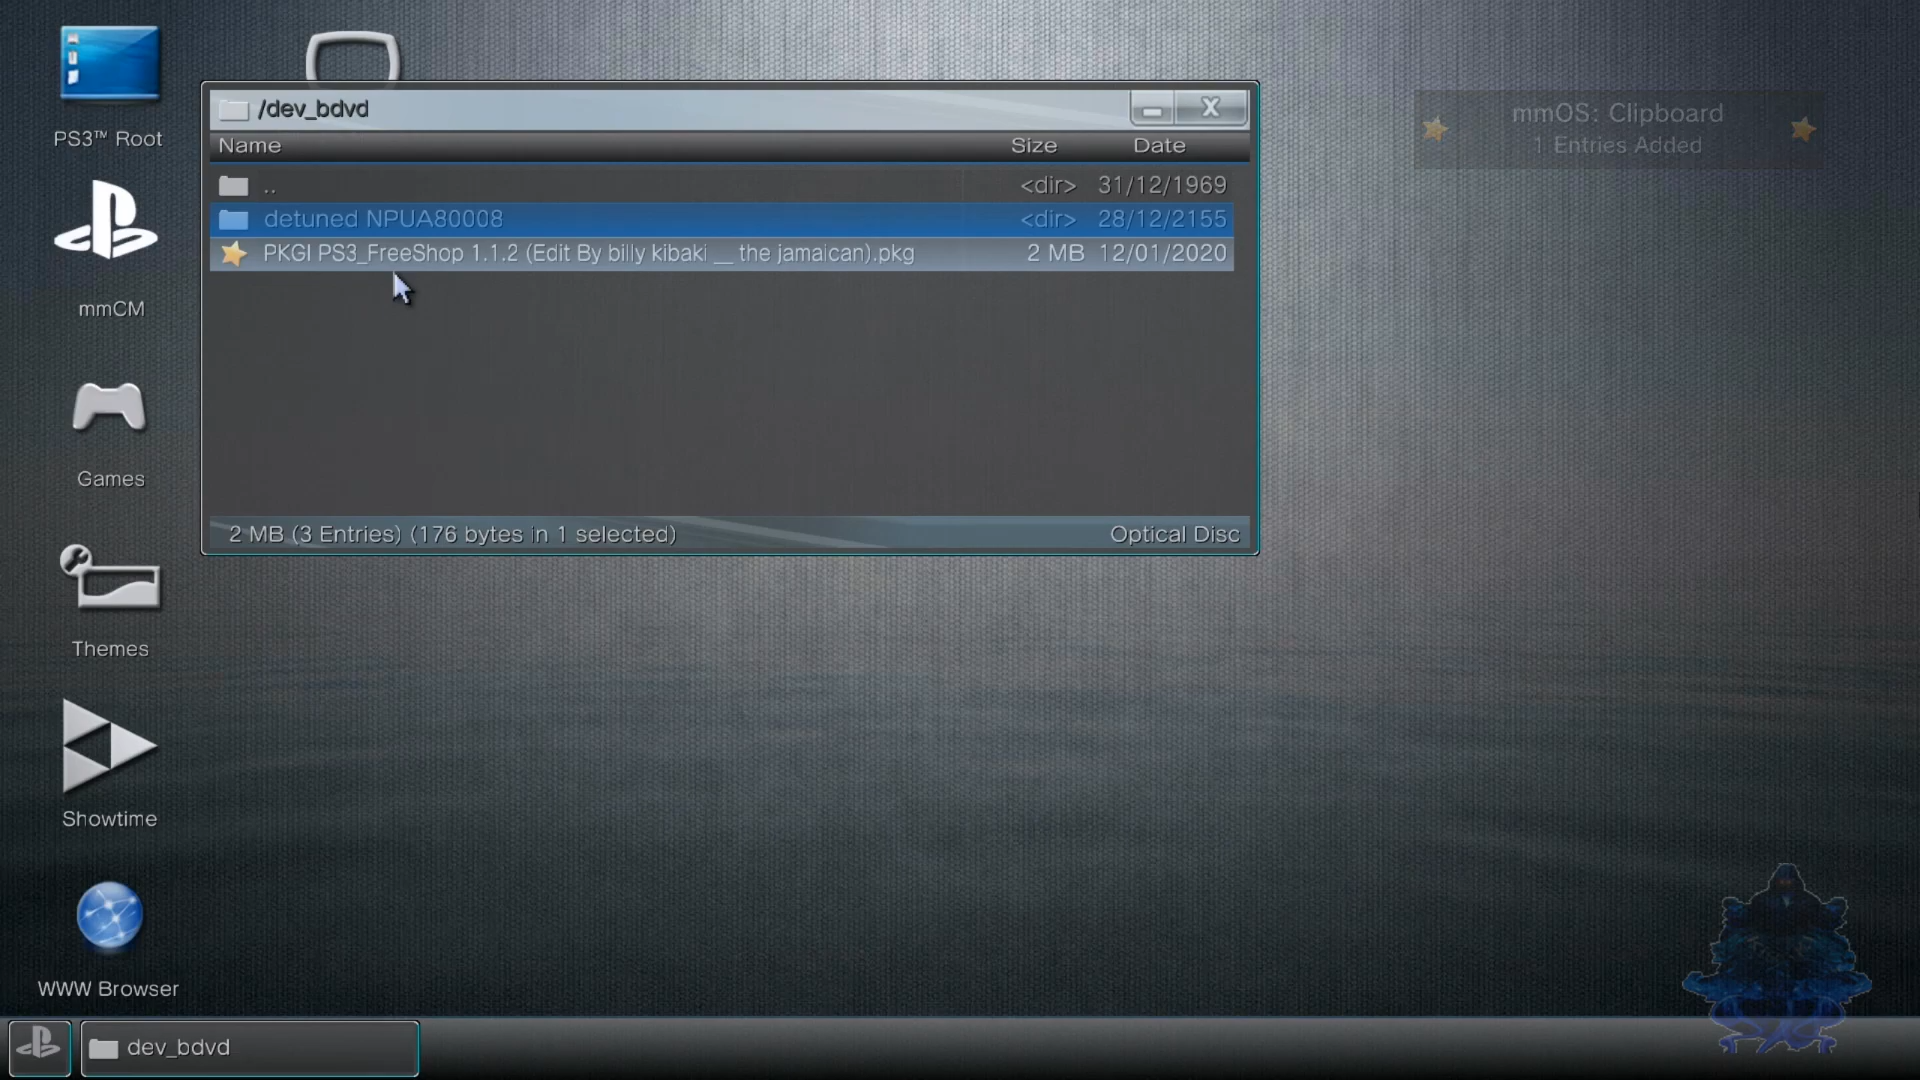 PS3™ Root
mmCM
Games
Themes
Showtime
WWW Browser
/dev_bdvd
X
Name Size Date
.. <dir> 31/12/1969
detuned NPUA80008 <dir> 28/12/2155
PKGI PS3_FreeShop 1.1.2 (Edit By billy kibaki __ the jamaican).pkg 2 MB 12/01/2020
2 MB (3 Entries) (176 bytes in 1 selected) Optical Disc
mmOS: Clipboard
1 Entries Added
dev_bdvd